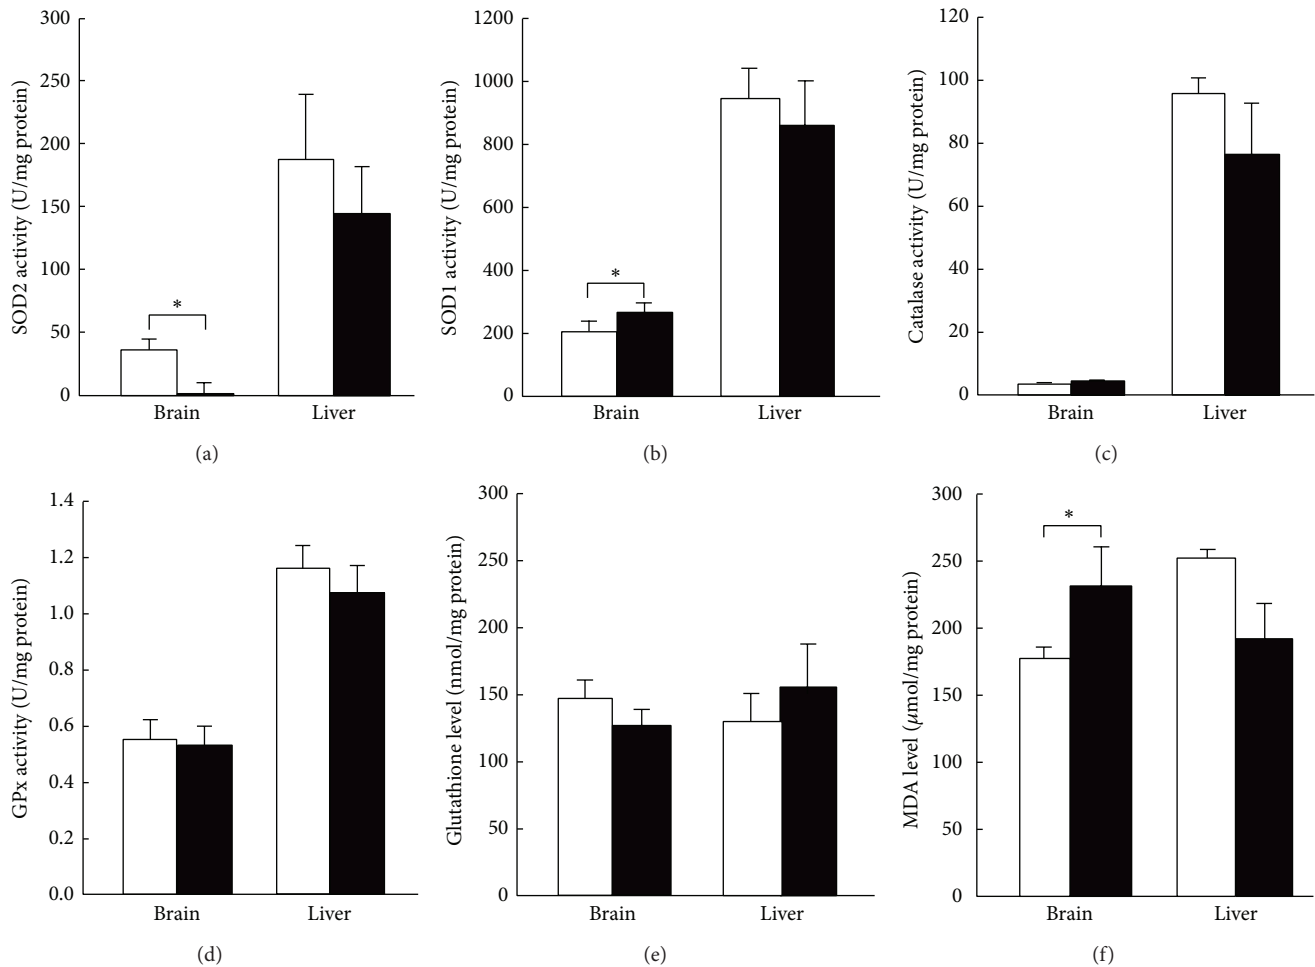 SOD2 activity (U/mg protein)
300
250
200
150
100
50
0
*
Brain
Liver
(a)
SOD1 activity (U/mg protein)
1200
1000
800
600
400
200
0
*
Brain
Liver
(b)
Catalase activity (U/mg protein)
120
100
80
60
40
20
0
Brain
Liver
(c)
GPx activity (U/mg protein)
1.4
1.2
1.0
0.8
0.6
0.4
0.2
0.0
Brain
Liver
(d)
Glutathione level (nmol/mg protein)
300
250
200
150
100
50
0
Brain
Liver
(e)
MDA level (μmol/mg protein)
300
250
200
150
100
50
0
*
Brain
Liver
(f)